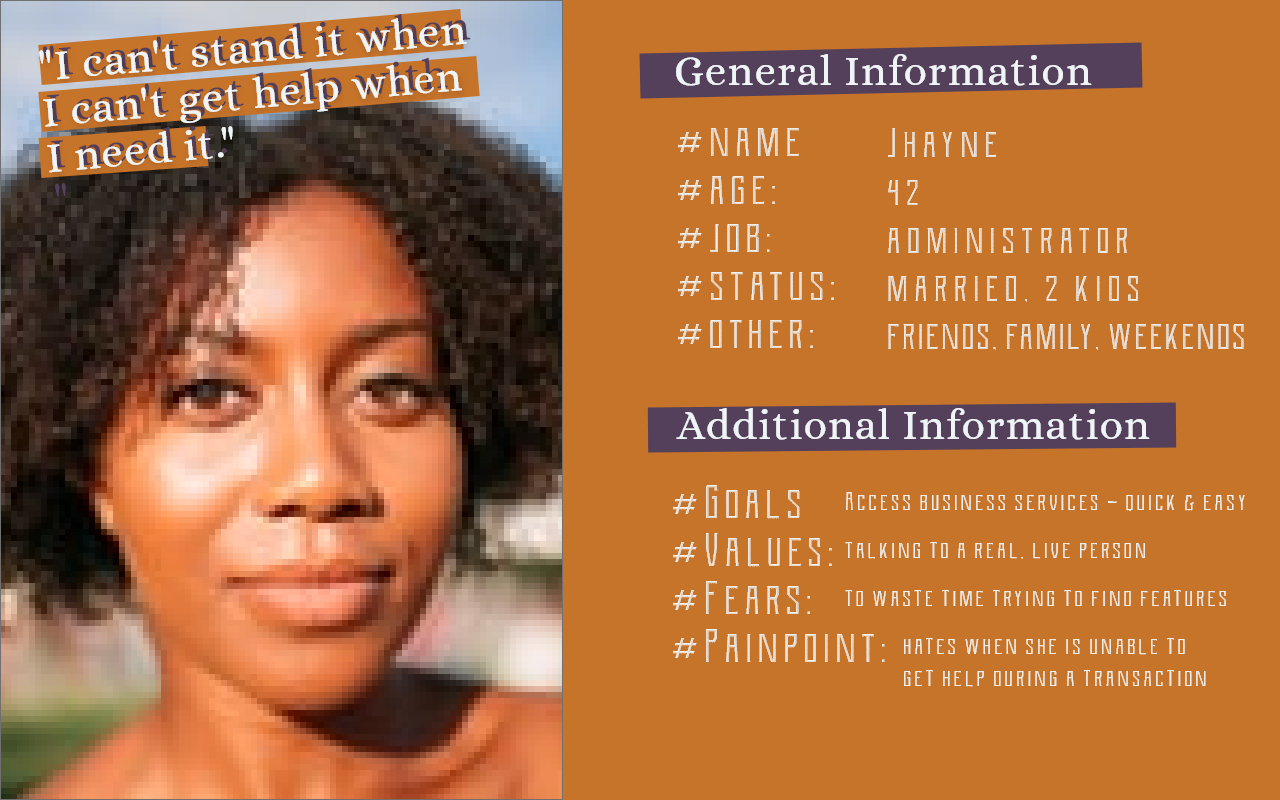 "I can't stand it when
I can't get help when
I need it."
General Information
#NAME Jhayne
#AGE: 42
#JOB: ADMINISTRATOR
#STATUS: MARRIED, 2 KIDS
#OTHER: FRIENDS, FAMILY, WEEKENDS
Additional Information
#Goals Access business services - quick & easy
#Values: Talking to a real, live person
#Fears: To waste time trying to find features
#Painpoint: hates when she is unable to
get help during a transaction